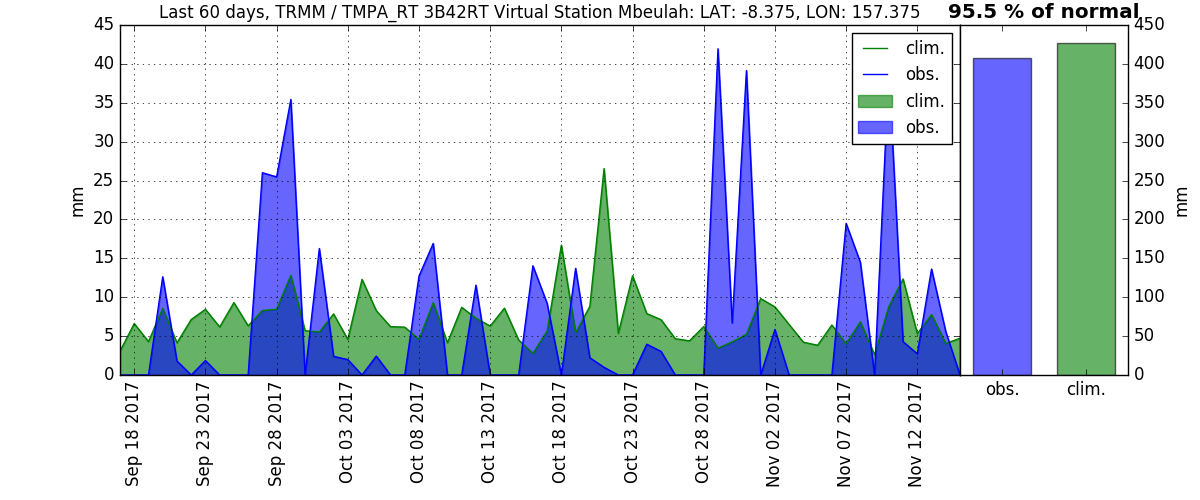 Last 60 days, TRMM / TMPA_RT 3B42RT Virtual Station Mbeulah: LAT: -8.375, LON: 157.375
95.5 % of normal
45
40
35
30
25
20
15
10
5
0
mm
clim.
obs.
clim.
obs.
Sep 18 2017
Sep 23 2017
Sep 28 2017
Oct 03 2017
Oct 08 2017
Oct 13 2017
Oct 18 2017
Oct 23 2017
Oct 28 2017
Nov 02 2017
Nov 07 2017
Nov 12 2017
450
400
350
300
250
200
150
100
50
0
mm
obs.
clim.